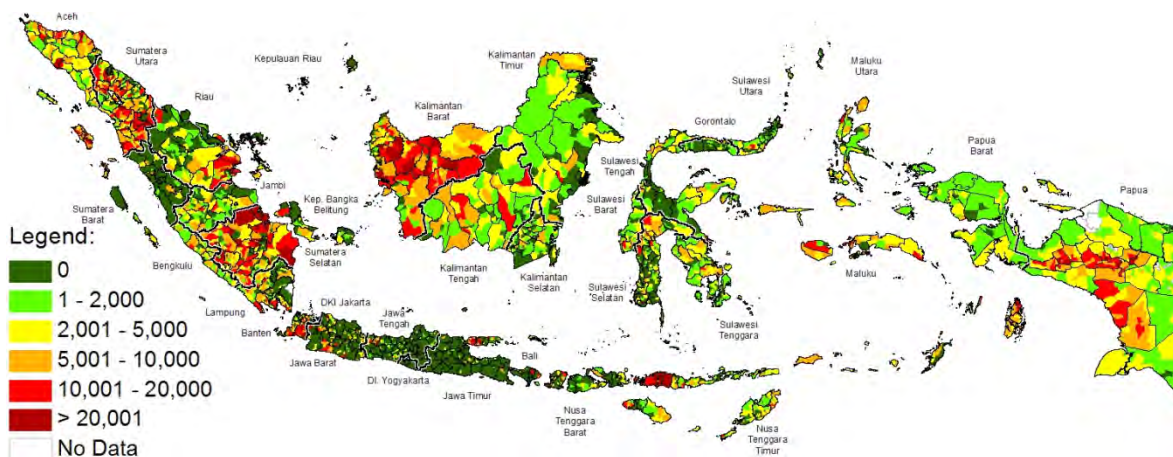 Aceh
Sumatera
Utara
Kepulauan Riau
Riau
Kalimantan
Timur
Kalimantan
Barat
Sulawesi
Utara
Maluku
Utara
Gorontalo
Papua
Barat
Papua
Sulawesi
Tengah
Jambi
Kep. Bangka
Belitung
Sulawesi
Barat
Sumatera
Barat
Legend:
0
1 - 2,000
2,001 - 5,000
5,001 - 10,000
10,001 - 20,000
> 20,001
No Data
Bengkulu
Sumatera
Selatan
Kalimantan
Tengah
Kalimantan
Selatan
Sulawesi
Selatan
Maluku
Lampung
DKI Jakarta
Jawa
Tengah
Sulawesi
Tenggara
Banten
Jawa Barat
Bali
DI. Yogyakarta
Jawa Timur
Nusa
Tenggara
Barat
Nusa
Tenggara
Timur